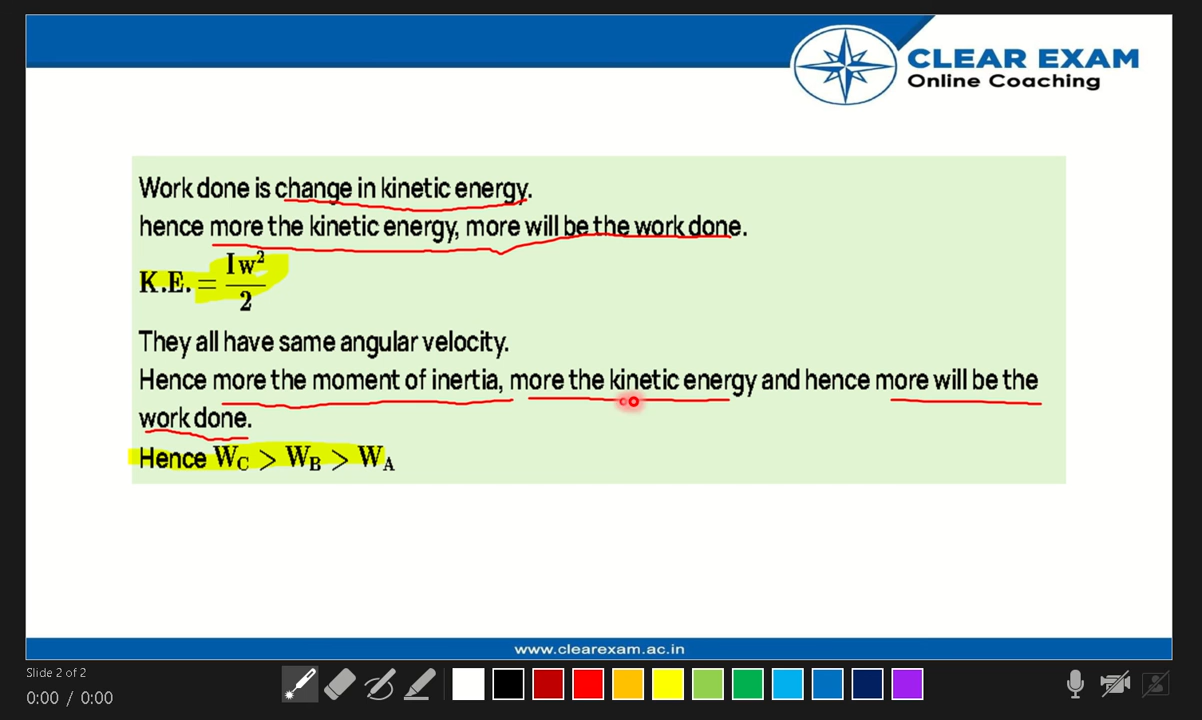 CLEAR EXAM
Online Coaching
Work done is change in kinetic energy.
hence more the kinetic energy, more will be the work done.
K.E. = Iw²/2
They all have same angular velocity.
Hence more the moment of inertia, more the kinetic energy and hence more will be the
work done.
Hence W_C > W_B > W_A
www.clearexam.ac.in
Slide 2 of 2
0:00 / 0:00